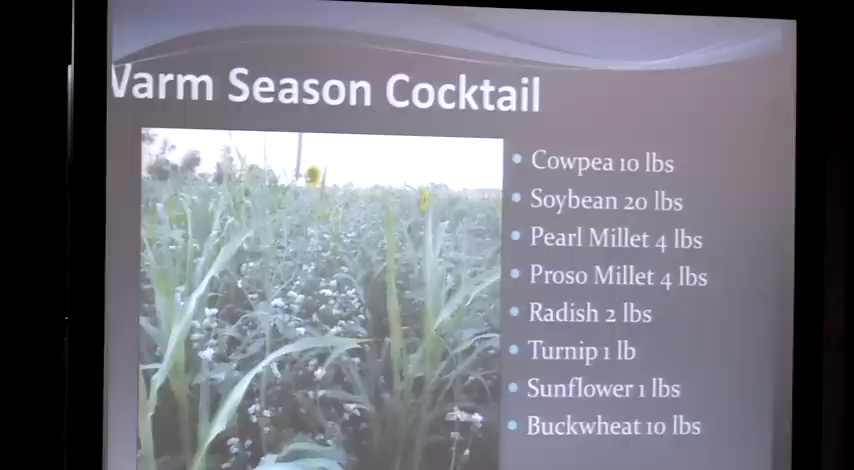 Warm Season Cocktail
• Cowpea 10 lbs
• Soybean 20 lbs
• Pearl Millet 4 lbs
• Proso Millet 4 lbs
• Radish 2 lbs
• Turnip 1 lb
• Sunflower 1 lbs
• Buckwheat 10 lbs